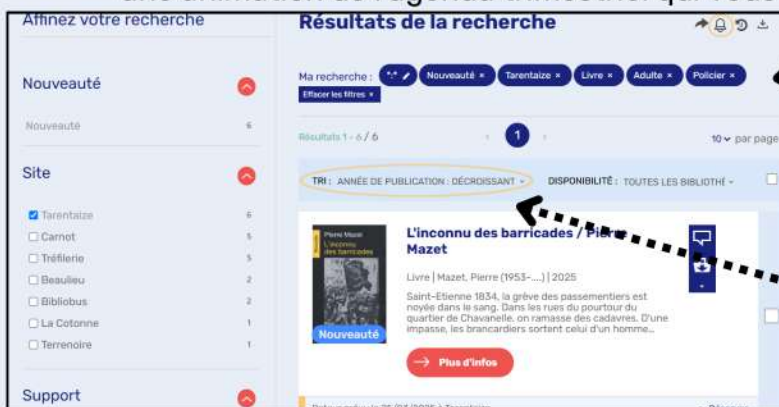 Affinez votre recherche
Nouveauté
Nouveauté 6
Site
Tarentaize 6
Carnot 5
Tréfilerie 5
Beaulieu 2
Bibliobus 2
La Cotonne 1
Terrenoire 1
Support
Résultats de la recherche
Ma recherche : *:* Nouveauté × Tarentaize × Livre × Adulte × Policier ×
Effacer les filtres ×
Résultats 1 - 6 / 6 1 10 par page
TRI : ANNÉE DE PUBLICATION : DÉCROISSANT DISPONIBILITÉ : TOUTES LES BIBLIOTHÈ
Pierre Mazet
L'inconnu
des barricades
Nouveauté
L'inconnu des barricades / Pierre
Mazet
Livre | Mazet, Pierre (1953-....) | 2025
Saint-Etienne 1834, la grève des passementiers est
noyée dans le sang. Dans les rues du pourtour du
quartier de Chavanelle, on ramasse des cadavres. D'une
impasse, les brancardiers sortent celui d'un homme...
Plus d'infos